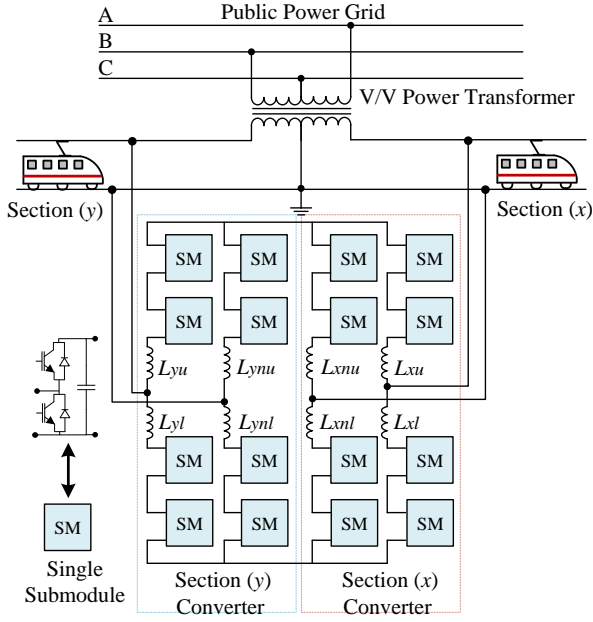 A
Public Power Grid
B
C
V/V Power Transformer
Section (y)
Section (x)
SM SM SM SM
SM SM SM SM
Lyu Lynu Lxnu Lxu
Lyl Lynl Lxnl Lxl
SM SM SM SM
SM SM SM SM
SM
Single
Submodule
Section (y)
Converter
Section (x)
Converter